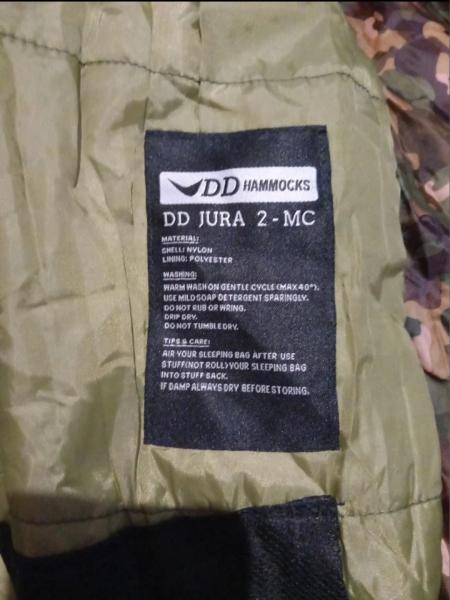 DD HAMMOCKS
DD JURA 2 - MC
MATERIAL:
SHELL: NYLON
LINING: POLYESTER
WASHING:
WARM WASH ON GENTLE CYCLE (MAX 40°).
USE MILD SOAP DETERGENT SPARINGLY.
DO NOT RUB OR WRING.
DRIP DRY.
DO NOT TUMBLE DRY.
TIPS & CARE:
AIR YOUR SLEEPING BAG AFTER USE
STUFF(NOT ROLL) YOUR SLEEPING BAG
INTO STUFF SACK.
IF DAMP ALWAYS DRY BEFORE STORING.